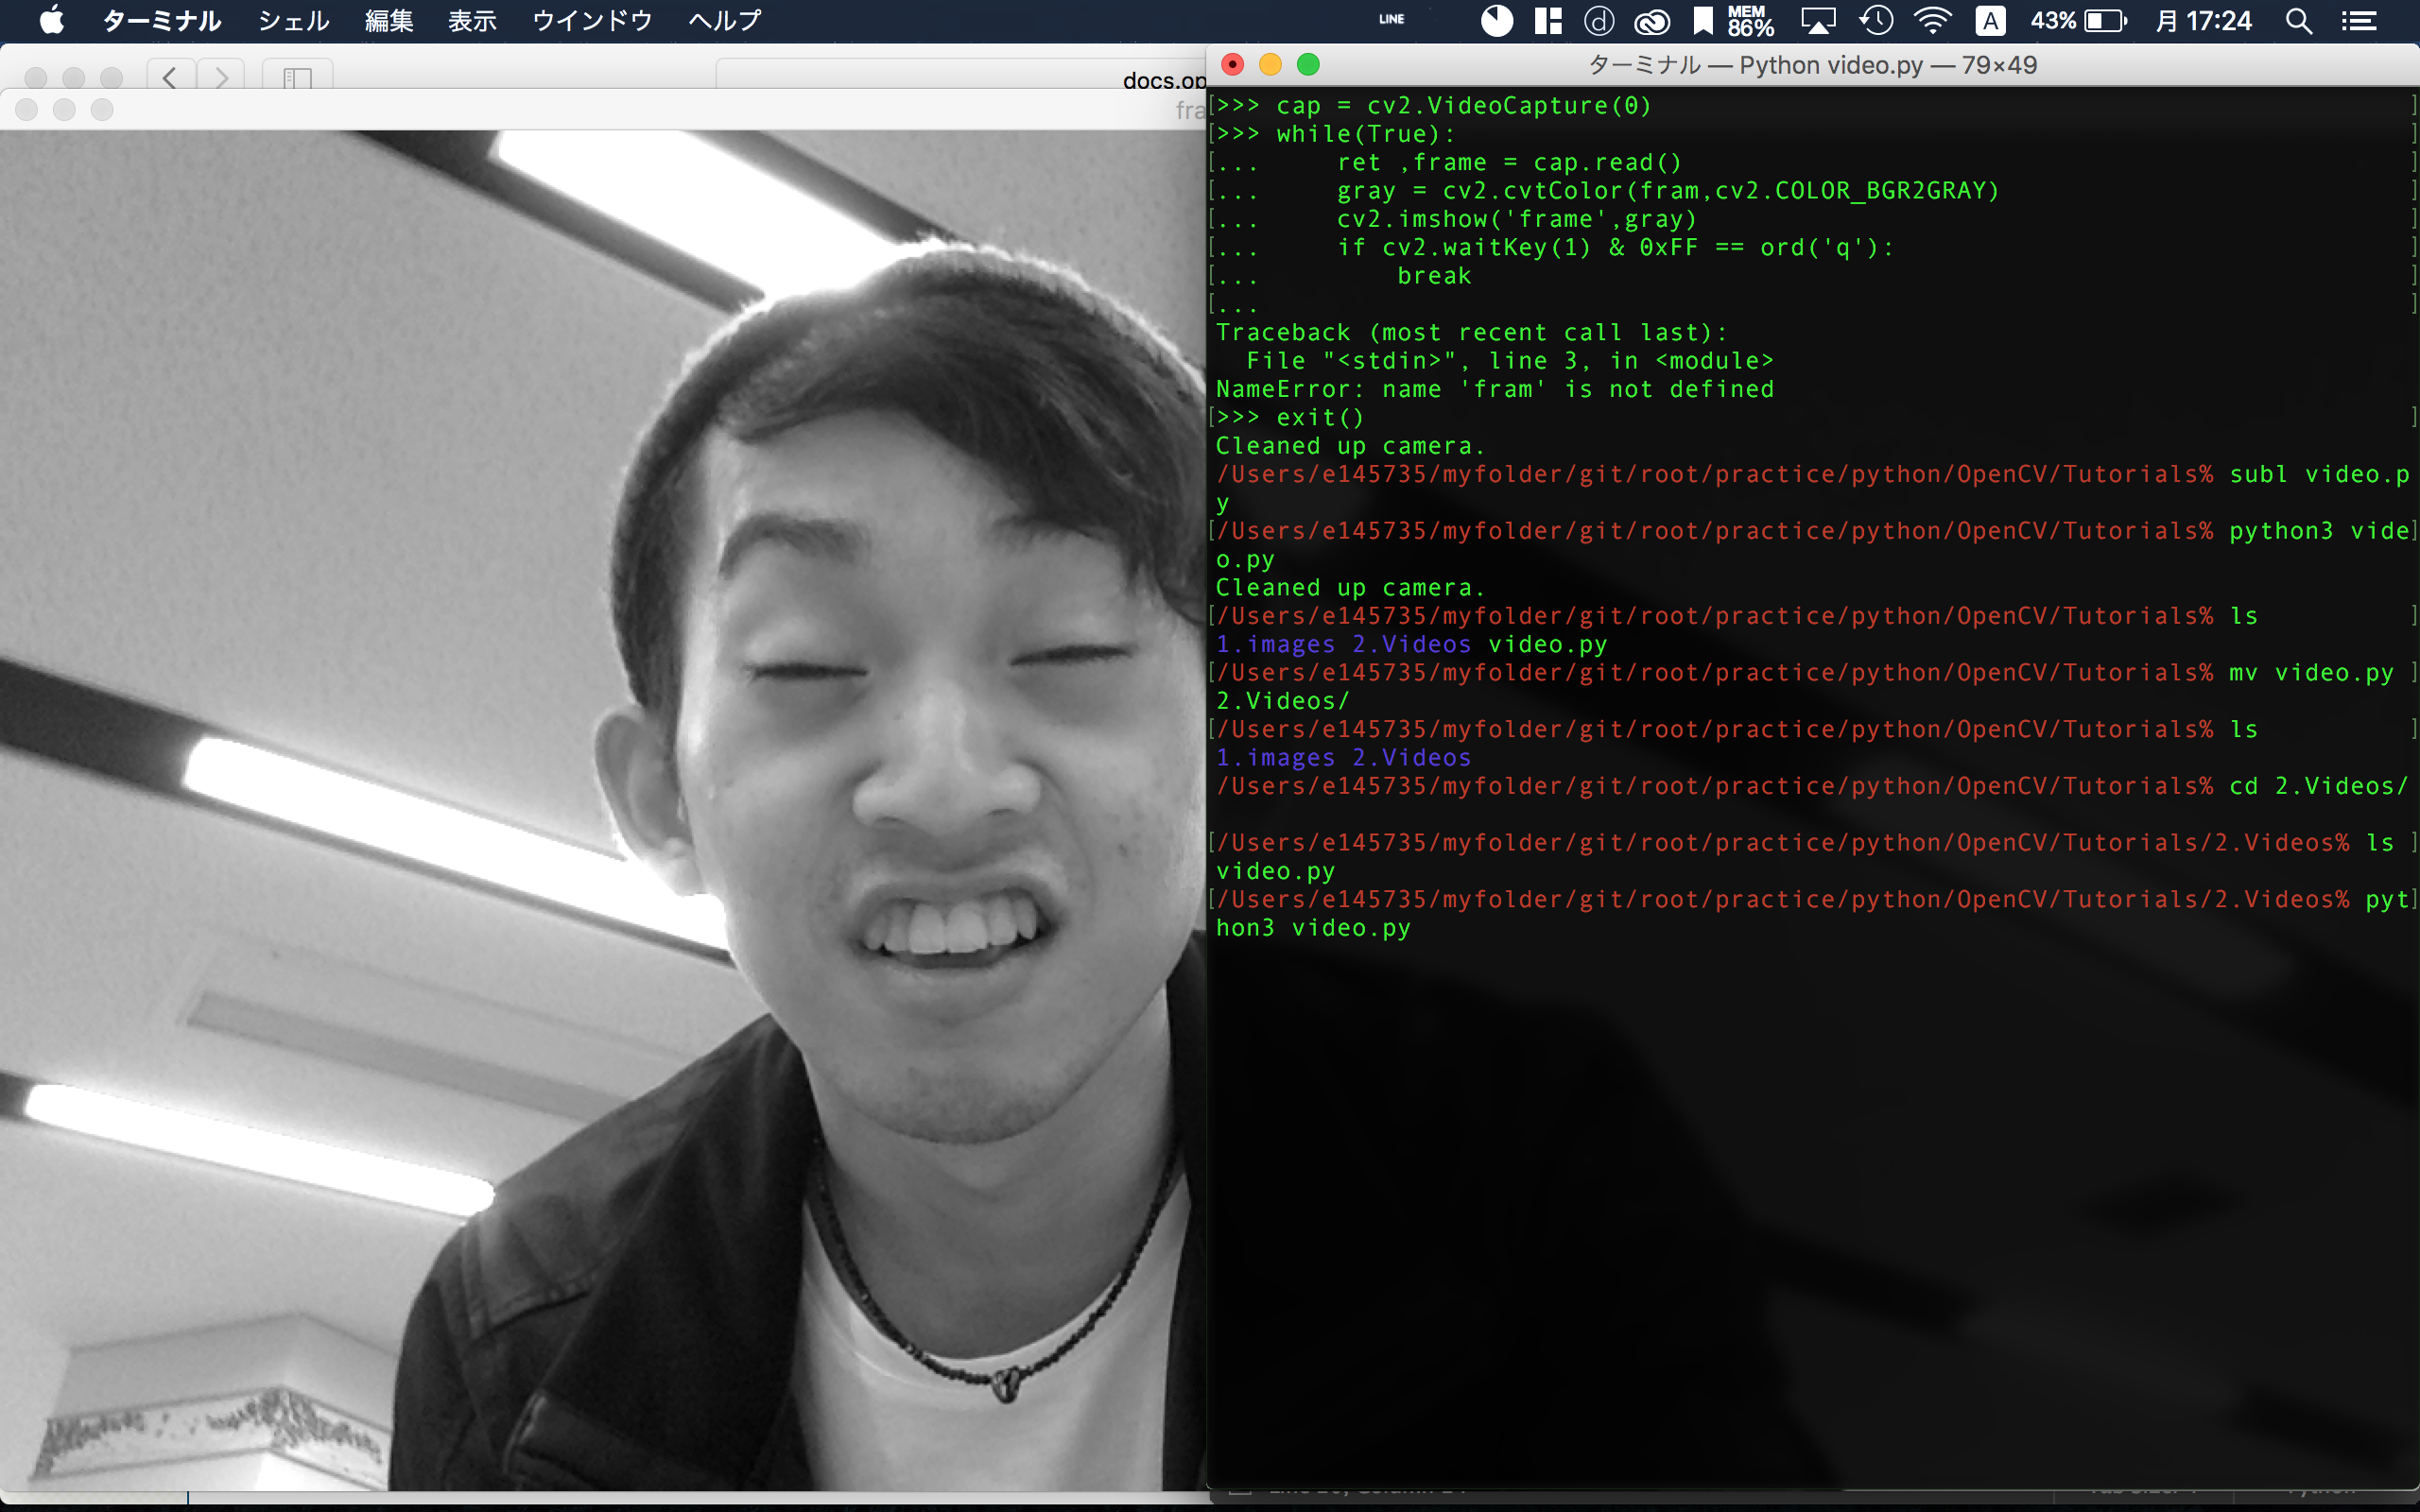 ターミナル シェル 編集 表示 ウインドウ ヘルプ LINE MEM 86% A 43% 月 17:24
docs.op
fra
ターミナル — Python video.py — 79×49
[>>> cap = cv2.VideoCapture(0) ]
[>>> while(True): ]
[...     ret ,frame = cap.read() ]
[...     gray = cv2.cvtColor(fram,cv2.COLOR_BGR2GRAY) ]
[...     cv2.imshow('frame',gray) ]
[...     if cv2.waitKey(1) & 0xFF == ord('q'): ]
[...         break ]
[... ]
Traceback (most recent call last):
  File "<stdin>", line 3, in <module>
NameError: name 'fram' is not defined
[>>> exit() ]
Cleaned up camera.
/Users/e145735/myfolder/git/root/practice/python/OpenCV/Tutorials% subl video.p
y
[/Users/e145735/myfolder/git/root/practice/python/OpenCV/Tutorials% python3 vide]
o.py
Cleaned up camera.
[/Users/e145735/myfolder/git/root/practice/python/OpenCV/Tutorials% ls ]
1.images 2.Videos video.py
[/Users/e145735/myfolder/git/root/practice/python/OpenCV/Tutorials% mv video.py ]
2.Videos/
[/Users/e145735/myfolder/git/root/practice/python/OpenCV/Tutorials% ls ]
1.images 2.Videos
/Users/e145735/myfolder/git/root/practice/python/OpenCV/Tutorials% cd 2.Videos/
[/Users/e145735/myfolder/git/root/practice/python/OpenCV/Tutorials/2.Videos% ls ]
video.py
[/Users/e145735/myfolder/git/root/practice/python/OpenCV/Tutorials/2.Videos% pyt]
hon3 video.py